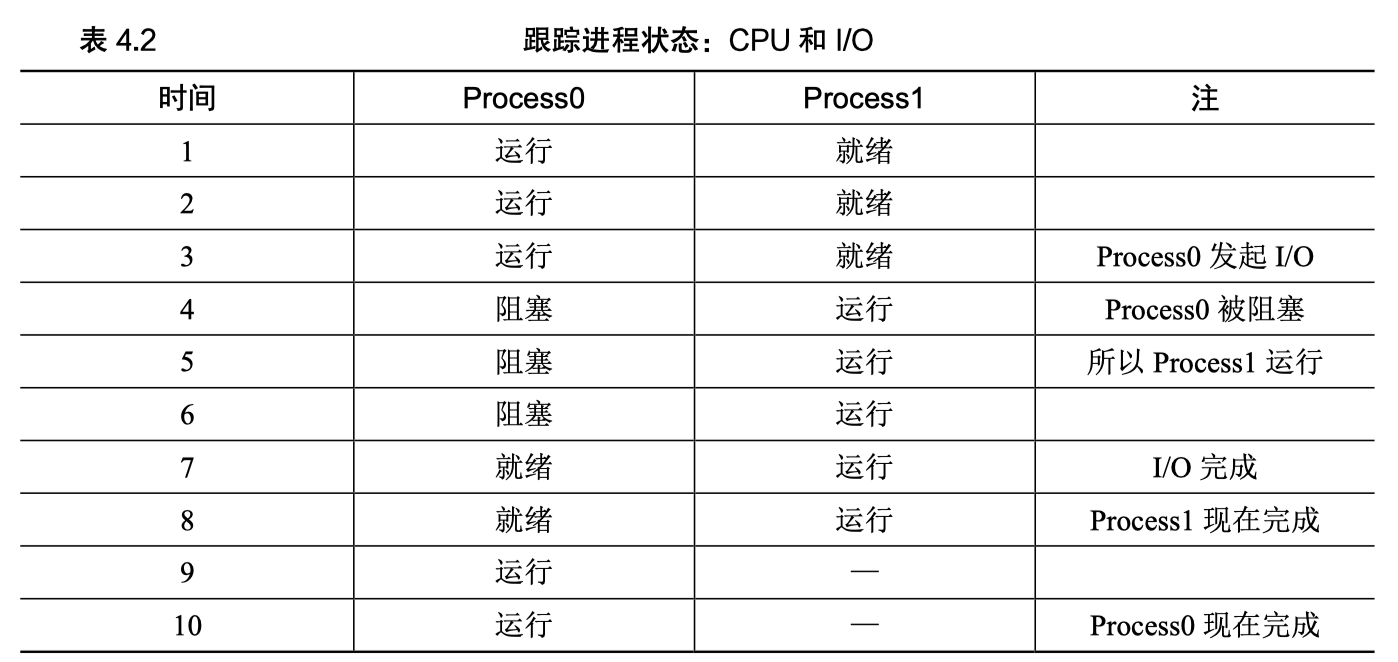 表 4.2 跟踪进程状态：CPU 和 I/O
时间 Process0 Process1 注
1 运行 就绪
2 运行 就绪
3 运行 就绪 Process0 发起 I/O
4 阻塞 运行 Process0 被阻塞
5 阻塞 运行 所以 Process1 运行
6 阻塞 运行
7 就绪 运行 I/O 完成
8 就绪 运行 Process1 现在完成
9 运行 —
10 运行 — Process0 现在完成